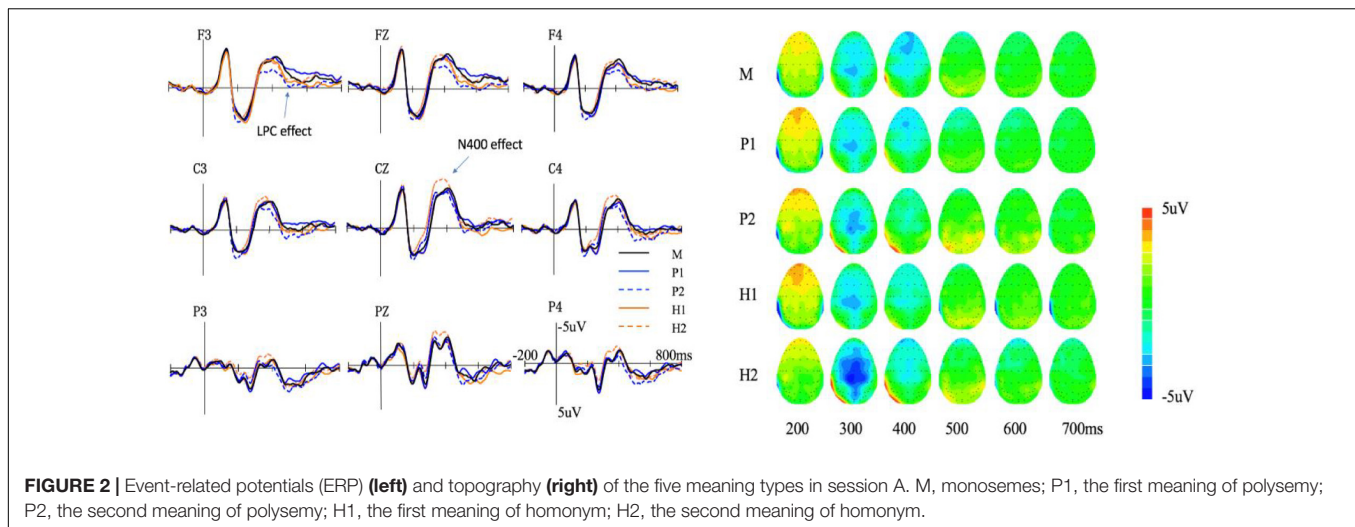 F3
FZ
F4
LPC effect
N400 effect
C3
CZ
C4
M
P1
P2
H1
H2
P3
PZ
P4
-5uV
-200
800ms
5uV
M
P1
P2
H1
H2
200 300 400 500 600 700ms
5uV
-5uV
FIGURE 2 | Event-related potentials (ERP) (left) and topography (right) of the five meaning types in session A. M, monosemes; P1, the first meaning of polysemy;
P2, the second meaning of polysemy; H1, the first meaning of homonym; H2, the second meaning of homonym.